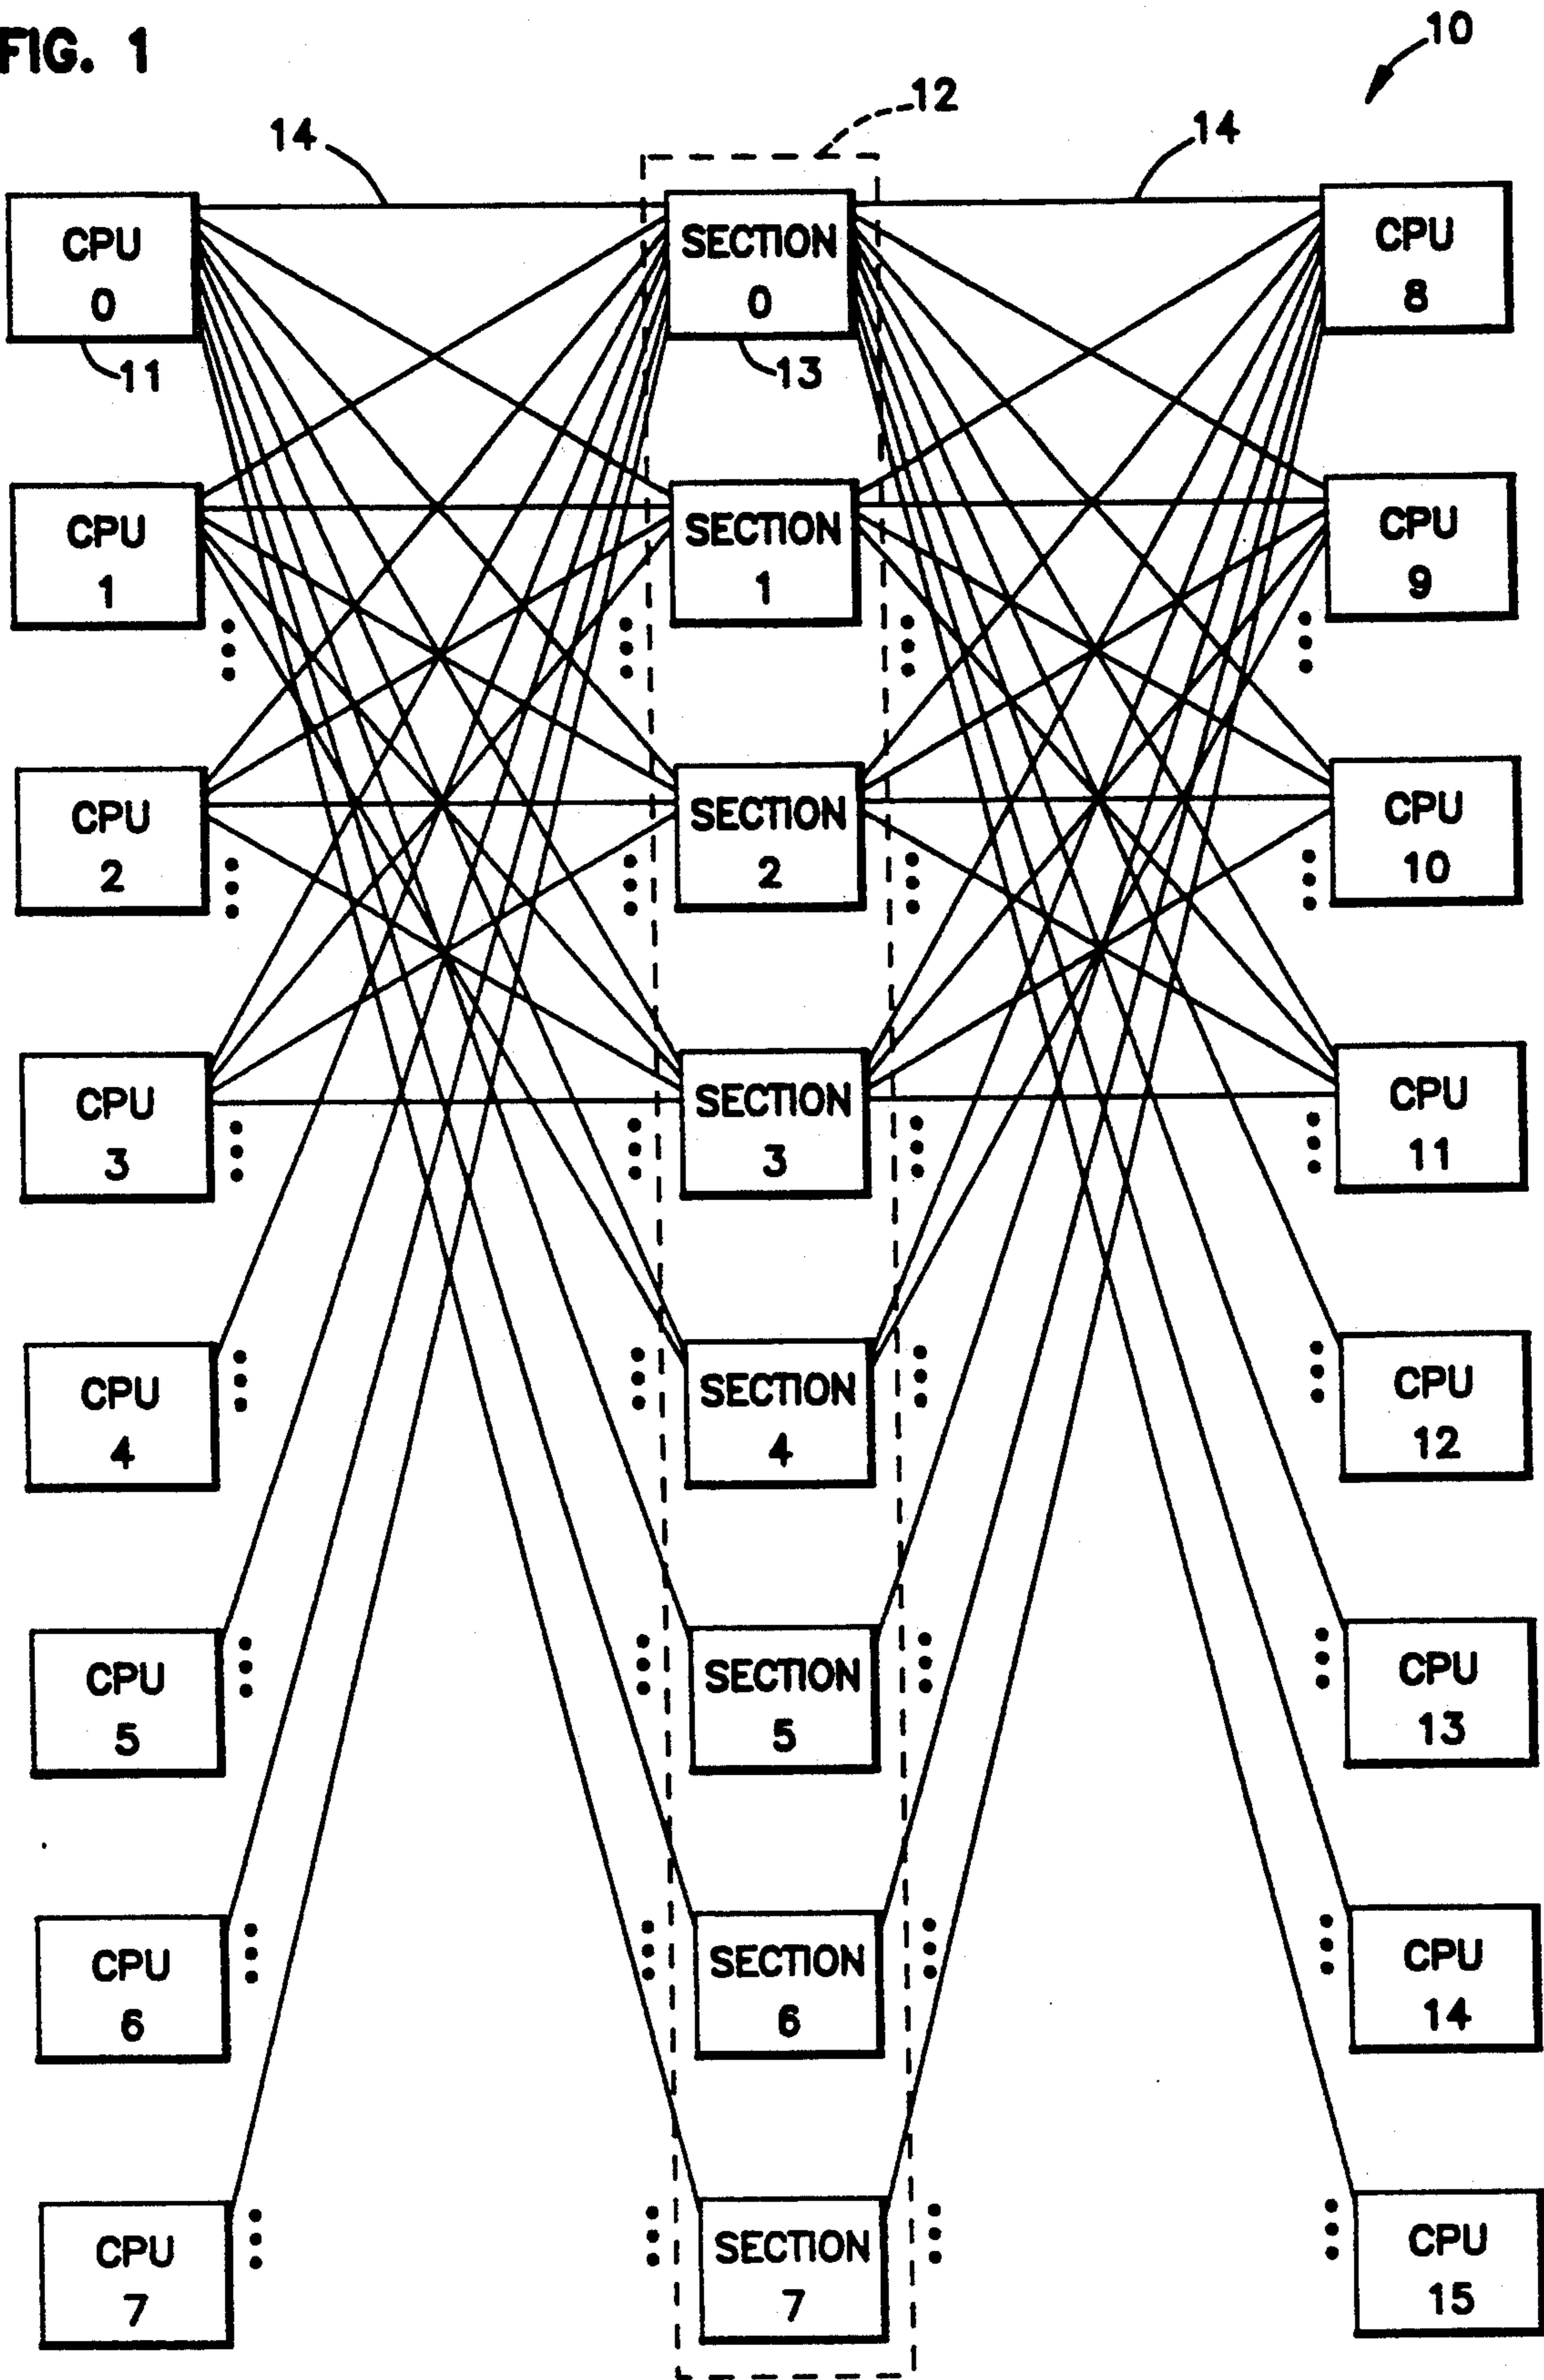 FIG. 1
10
12
14
14
CPU
0
SECTION
0
CPU
8
11
13
CPU
1
SECTION
1
CPU
9
CPU
2
SECTION
2
CPU
10
CPU
3
SECTION
3
CPU
11
CPU
4
SECTION
4
CPU
12
CPU
5
SECTION
5
CPU
13
CPU
6
SECTION
6
CPU
14
CPU
7
SECTION
7
CPU
15